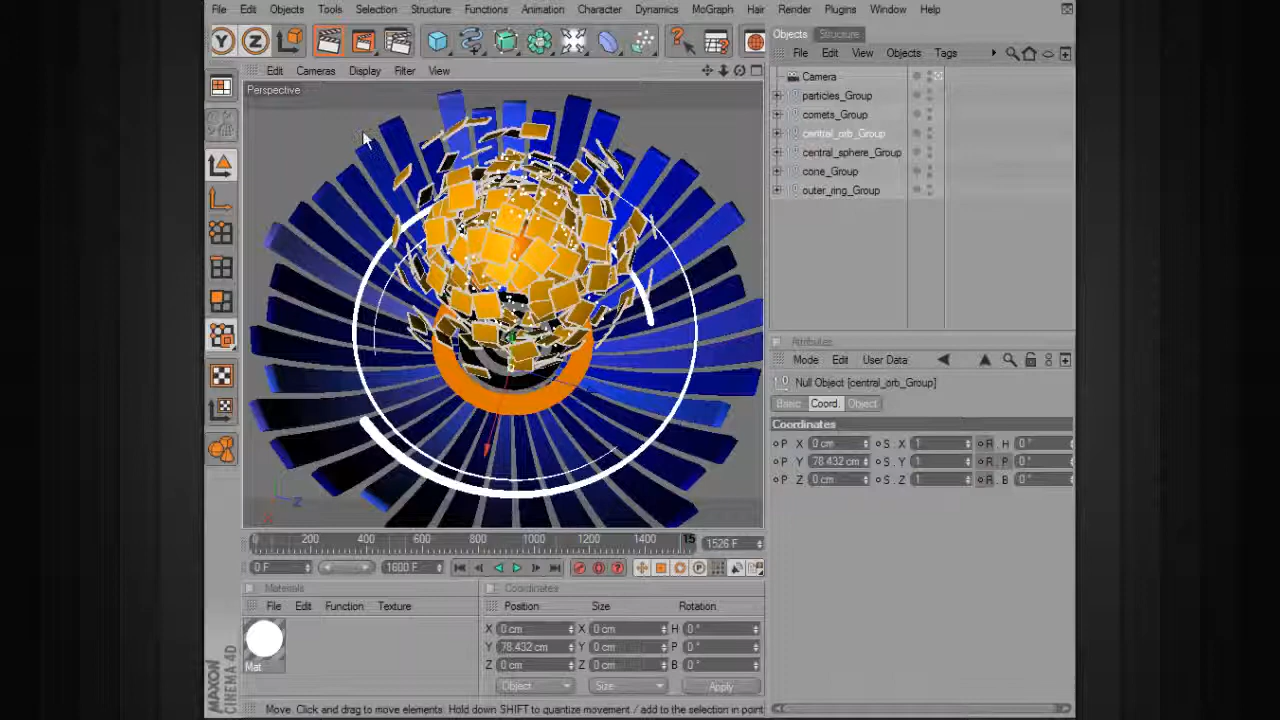 File Edit Objects Tools Selection Structure Functions Animation Character Dynamics MoGraph Hair Render Plugins Window Help
Objects Structure
File Edit View Objects Tags
Edit Cameras Display Filter View
Perspective
Camera
particles_Group
comets_Group
central_orb_Group
central_sphere_Group
cone_Group
outer_ring_Group
Attributes
Mode Edit User Data
Null Object [central_orb_Group]
Basic Coord. Object
Coordinates
P X 0 cm S . X 1 R . H 0 °
P Y 78.432 cm S . Y 1 R . P 0 °
P Z 0 cm S . Z 1 R . B 0 °
0 200 400 600 800 1000 1200 1400 15 1526 F
0 F 1600 F
Materials
File Edit Function Texture
Mat
Coordinates
Position Size Rotation
X 0 cm X 0 cm H 0 °
Y 78.432 cm Y 0 cm P 0 °
Z 0 cm Z 0 cm B 0 °
Object Size Apply
MAXON
CINEMA 4D
Move. Click and drag to move elements. Hold down SHIFT to quantize movement / add to the selection in point